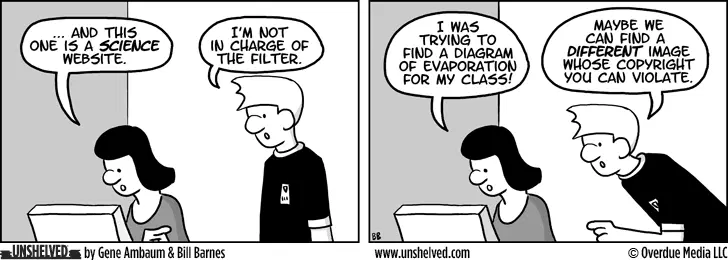 ... AND THIS
ONE IS A SCIENCE
WEBSITE.
I'M NOT
IN CHARGE OF
THE FILTER.
I WAS
TRYING TO
FIND A DIAGRAM
OF EVAPORATION
FOR MY CLASS!
MAYBE WE
CAN FIND A
DIFFERENT IMAGE
WHOSE COPYRIGHT
YOU CAN VIOLATE.
BB
UNSHELVED by Gene Ambaum & Bill Barnes
www.unshelved.com
© Overdue Media LLC